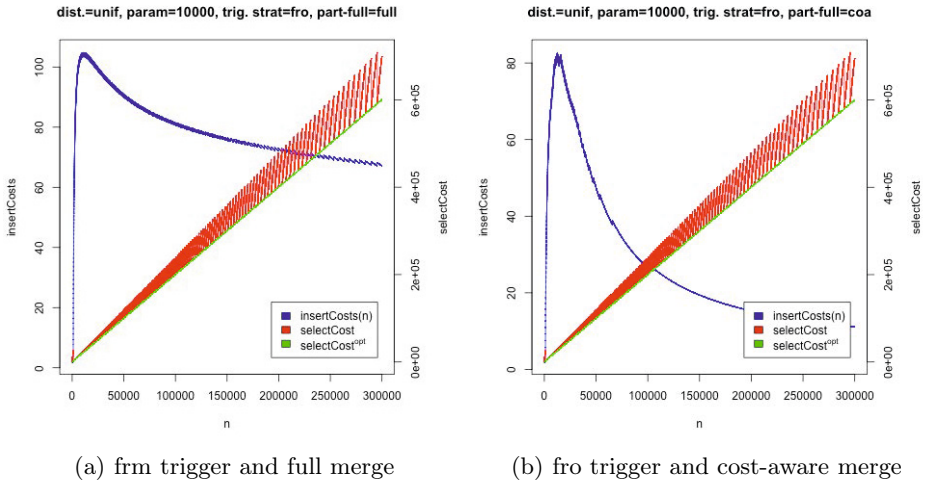 dist.=unif, param=10000, trig. strat=fro, part-full=full
insertCosts
0 20 40 60 80 100
0e+00 2e+05 4e+05 6e+05
selectCost
insertCosts(n)
selectCost
selectCost^opt
0 50000 100000 150000 200000 250000 300000
n
(a) frm trigger and full merge
dist.=unif, param=10000, trig. strat=fro, part-full=coa
insertCosts
0 20 40 60 80
0e+00 2e+05 4e+05 6e+05
selectCost
insertCosts(n)
selectCost
selectCost^opt
0 50000 100000 150000 200000 250000 300000
n
(b) fro trigger and cost-aware merge